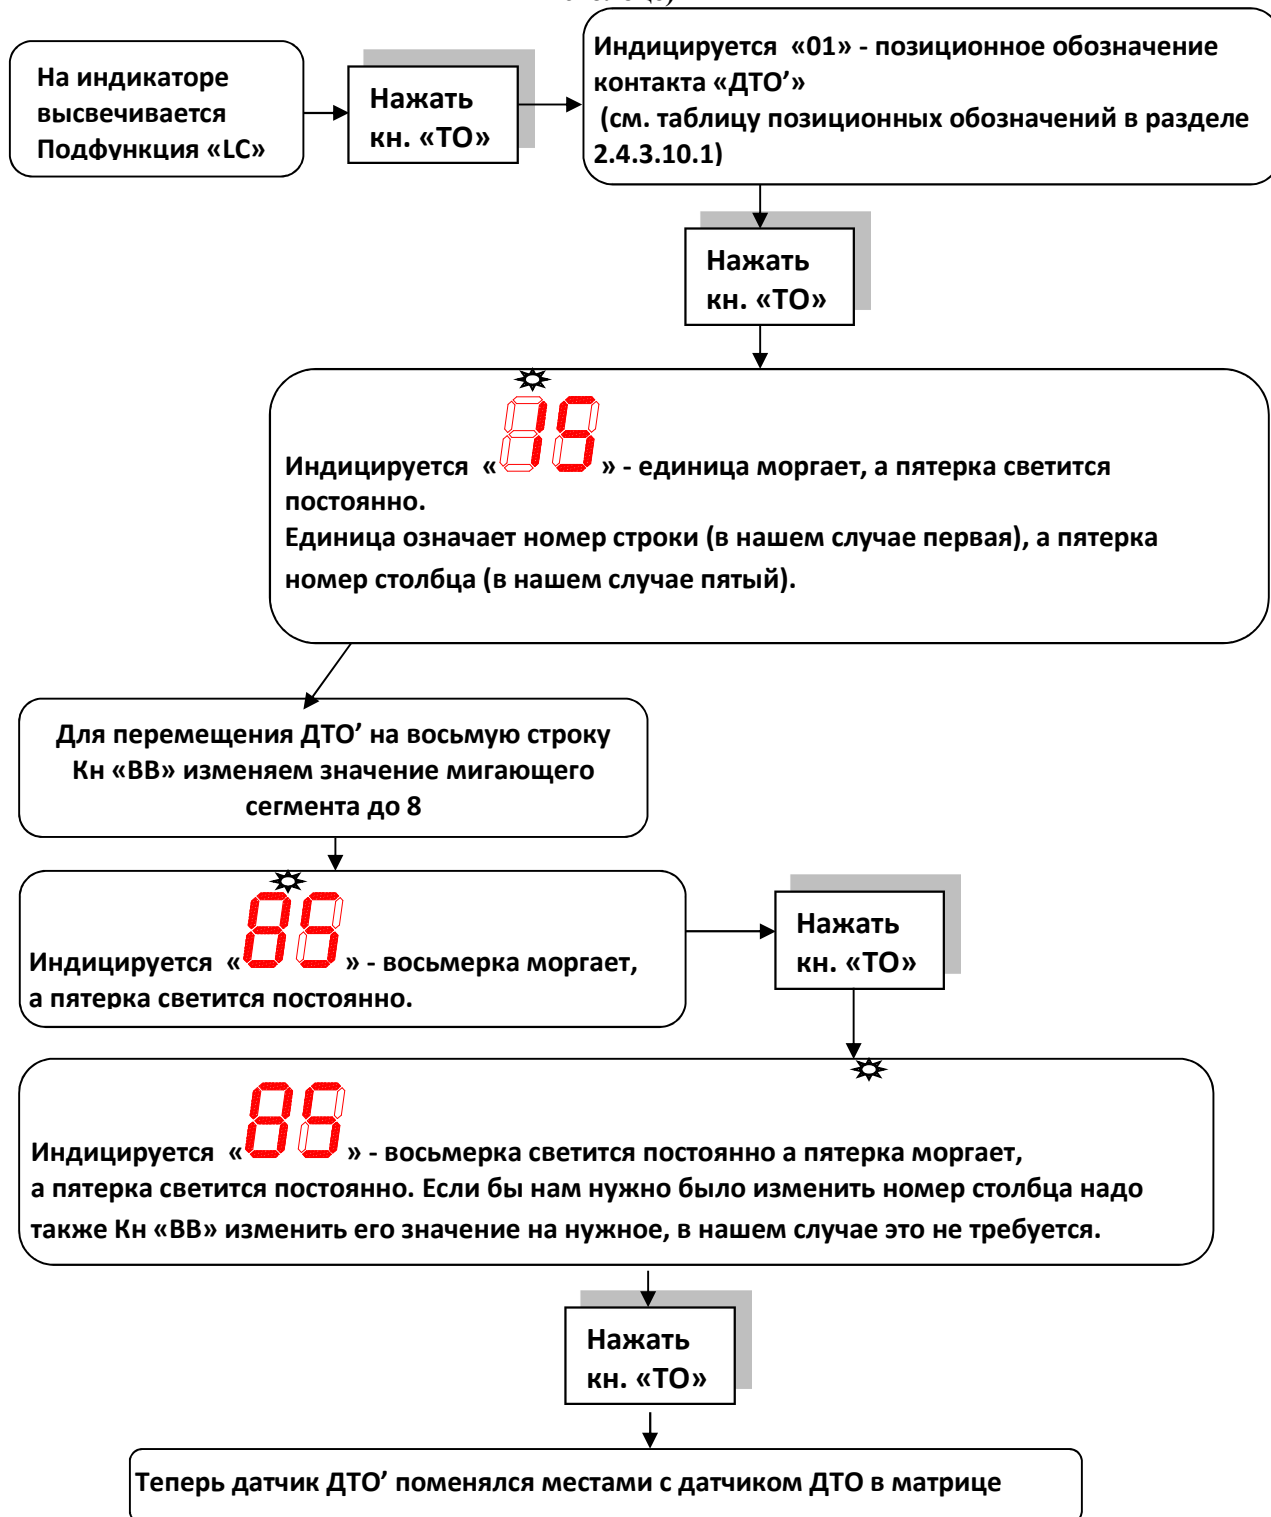 На индикаторе
высвечивается
Подфункция «LC»
Нажать
кн. «ТО»
Индицируется «01» - позиционное обозначение
контакта «ДТО’»
(см. таблицу позиционных обозначений в разделе
2.4.3.10.1)
Нажать
кн. «ТО»
Индицируется «15» - единица моргает, а пятерка светится
постоянно.
Единица означает номер строки (в нашем случае первая), а пятерка
номер столбца (в нашем случае пятый).
Для перемещения ДТО’ на восьмую строку
Кн «ВВ» изменяем значение мигающего
сегмента до 8
Индицируется «85» - восьмерка моргает,
а пятерка светится постоянно.
Нажать
кн. «ТО»
Индицируется «85» - восьмерка светится постоянно а пятерка моргает,
а пятерка светится постоянно. Если бы нам нужно было изменить номер столбца надо
также Кн «ВВ» изменить его значение на нужное, в нашем случае это не требуется.
Нажать
кн. «ТО»
Теперь датчик ДТО’ поменялся местами с датчиком ДТО в матрице